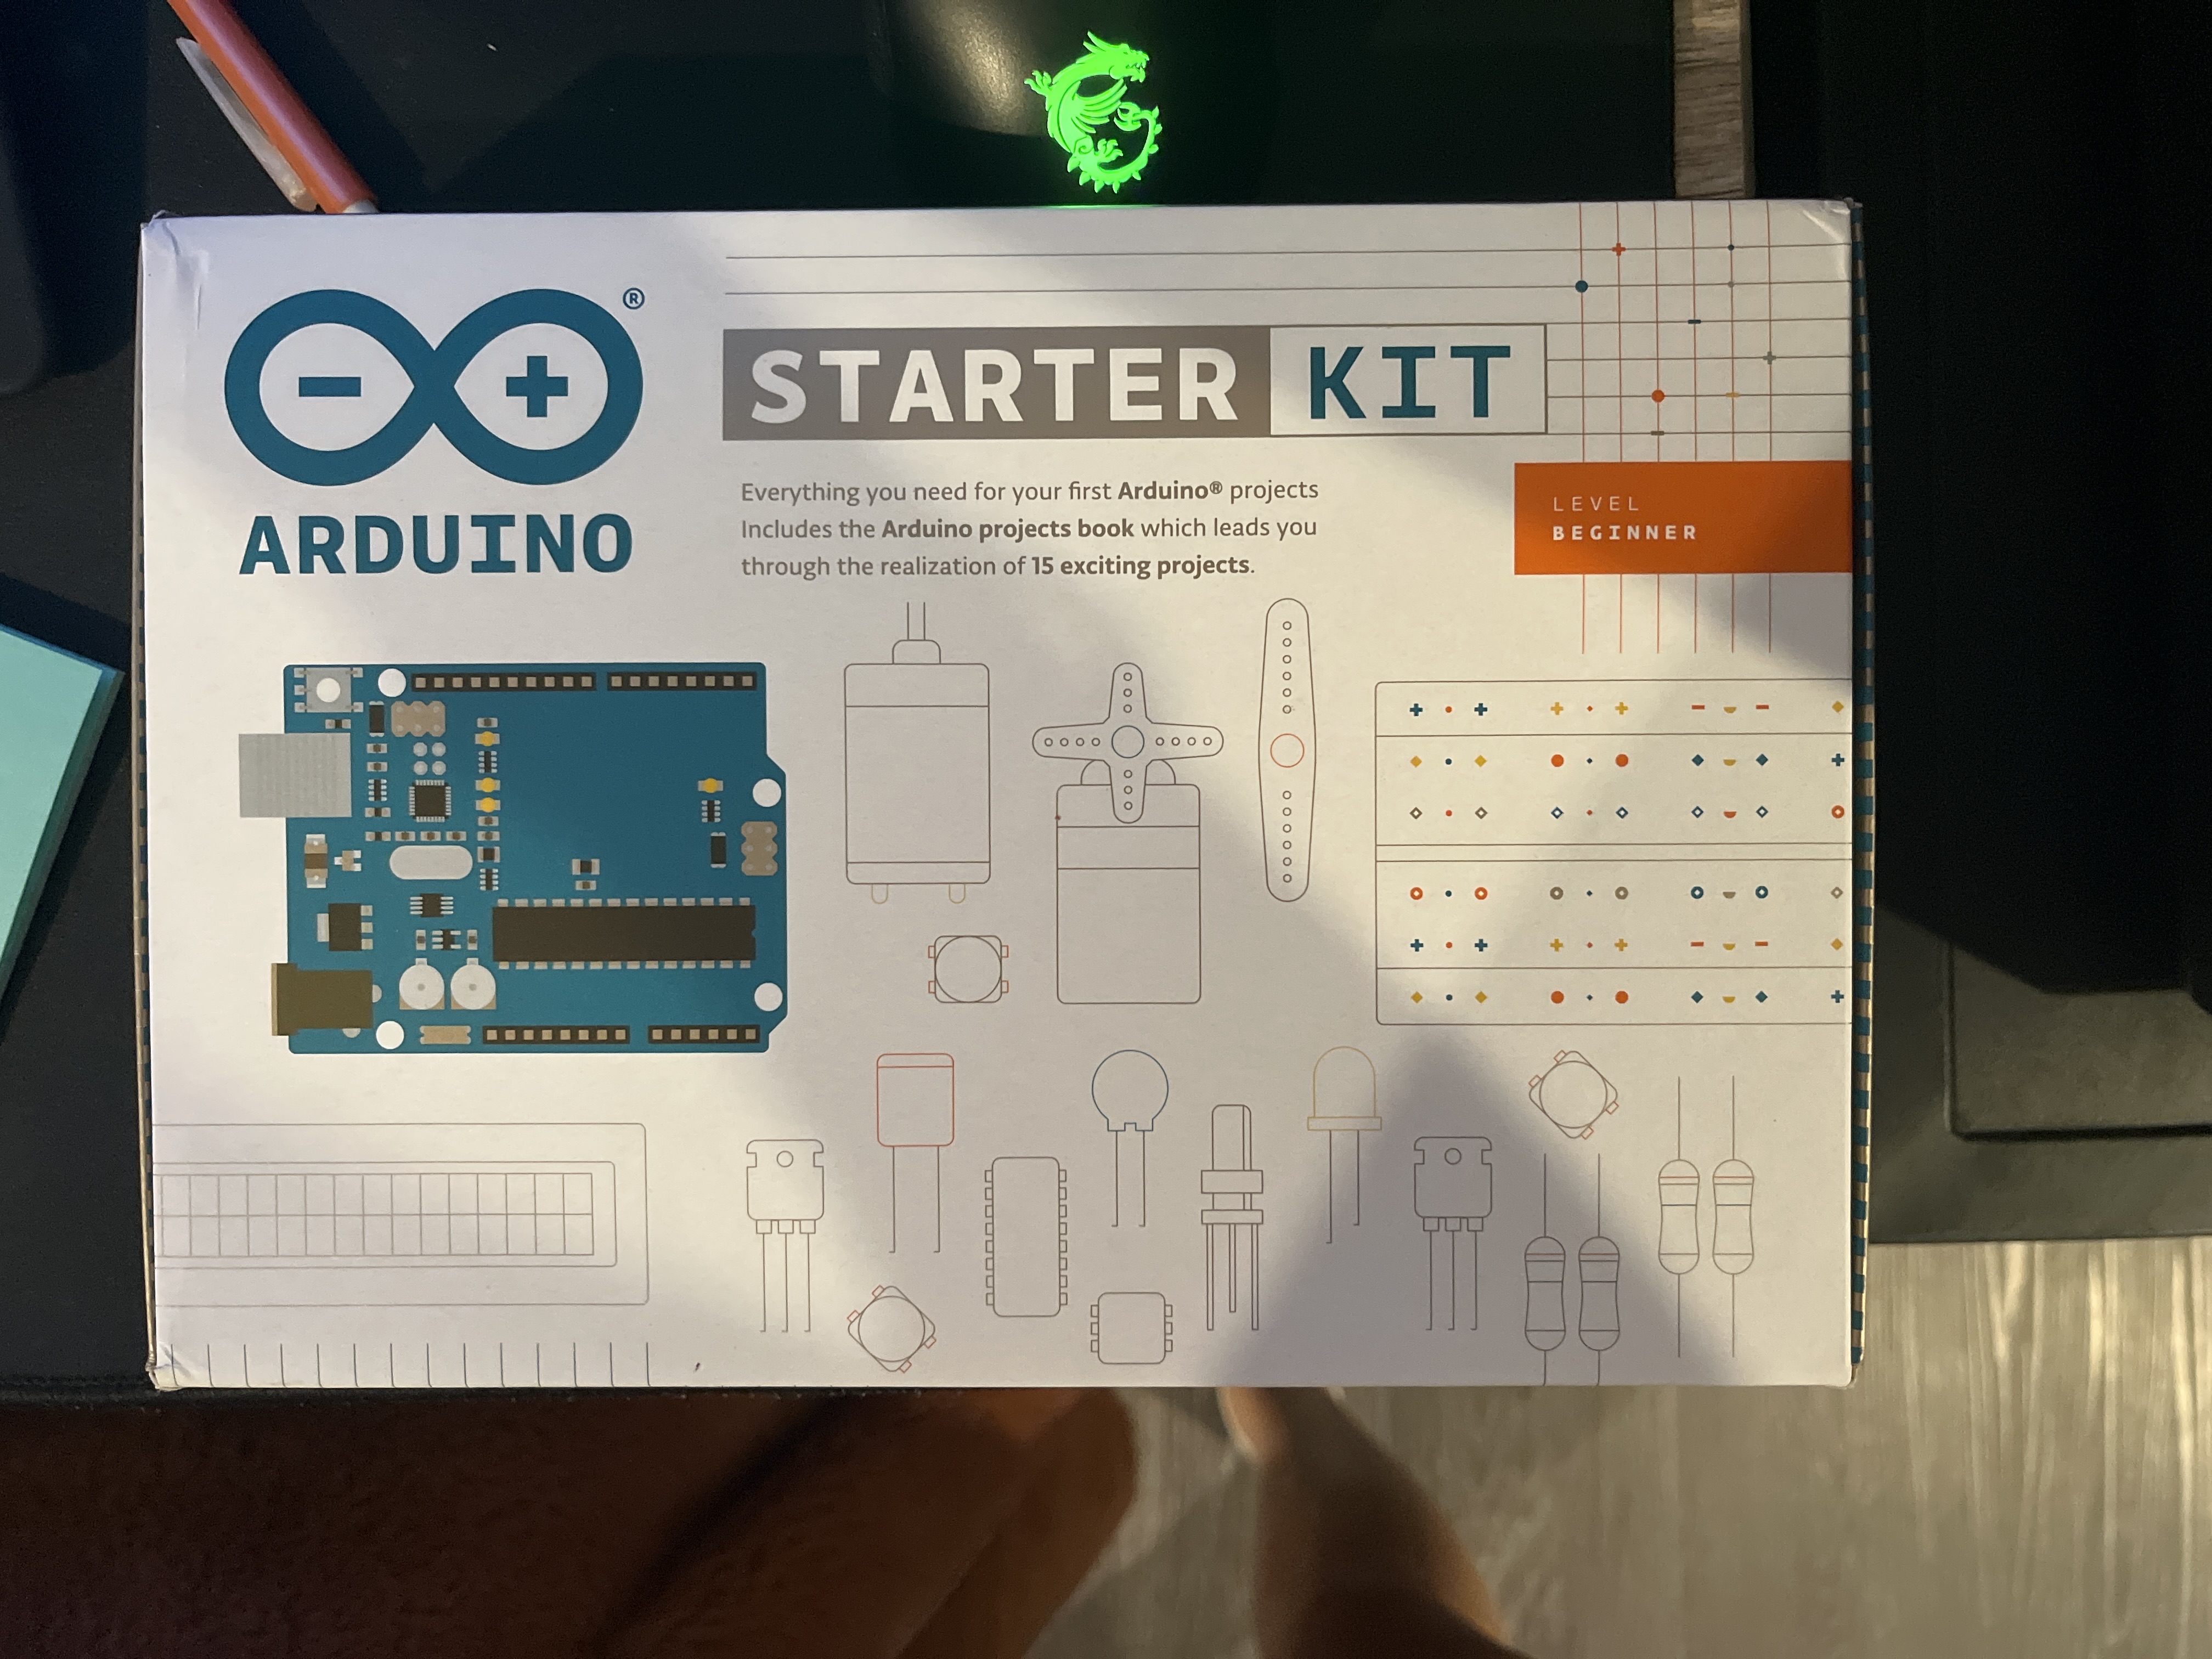 ARDUINO
®
STARTER KIT
Everything you need for your first Arduino® projects
Includes the Arduino projects book which leads you
through the realization of 15 exciting projects.
LEVEL
BEGINNER